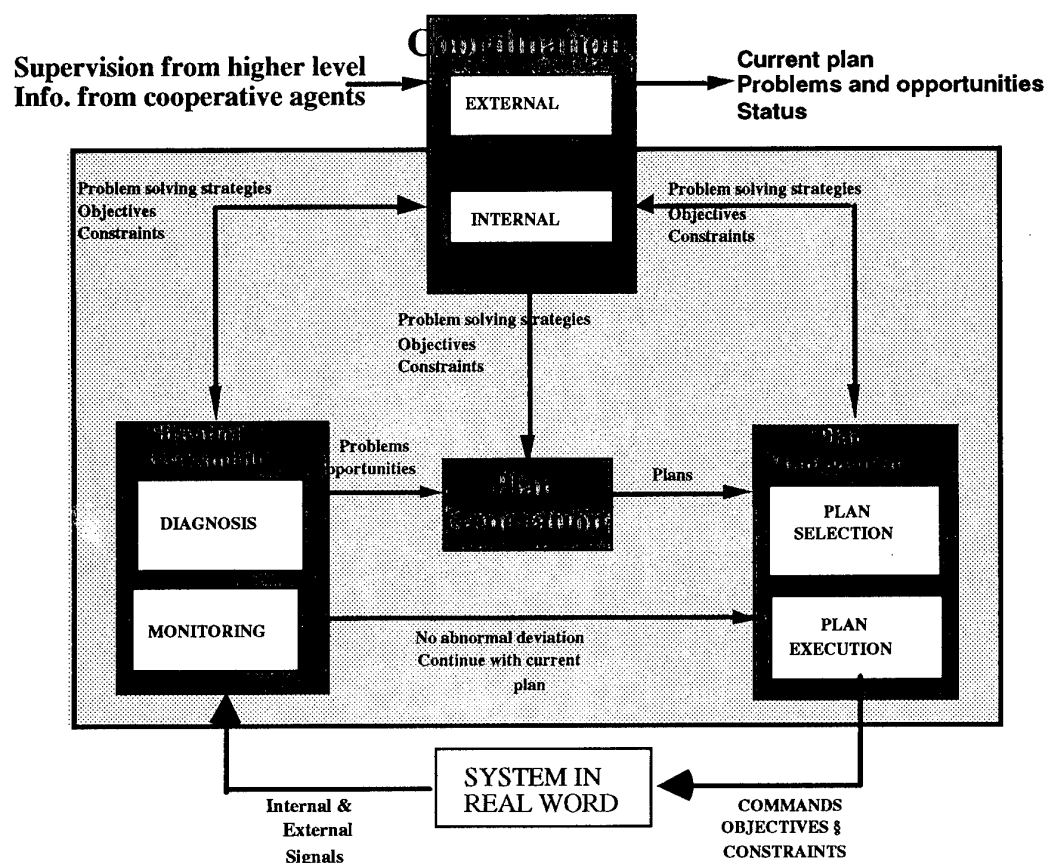 Supervision from higher level
Info. from cooperative agents
EXTERNAL
Current plan
Problems and opportunities
Status
Problem solving strategies
Objectives
Constraints
INTERNAL
Problem solving strategies
Objectives
Constraints
Problem solving strategies
Objectives
Constraints
Problems
opportunities
Plan
Plans
Plan
DIAGNOSIS
PLAN
SELECTION
MONITORING
No abnormal deviation
Continue with current
plan
PLAN
EXECUTION
SYSTEM IN
REAL WORD
Internal &
External
Signals
COMMANDS
OBJECTIVES §
CONSTRAINTS